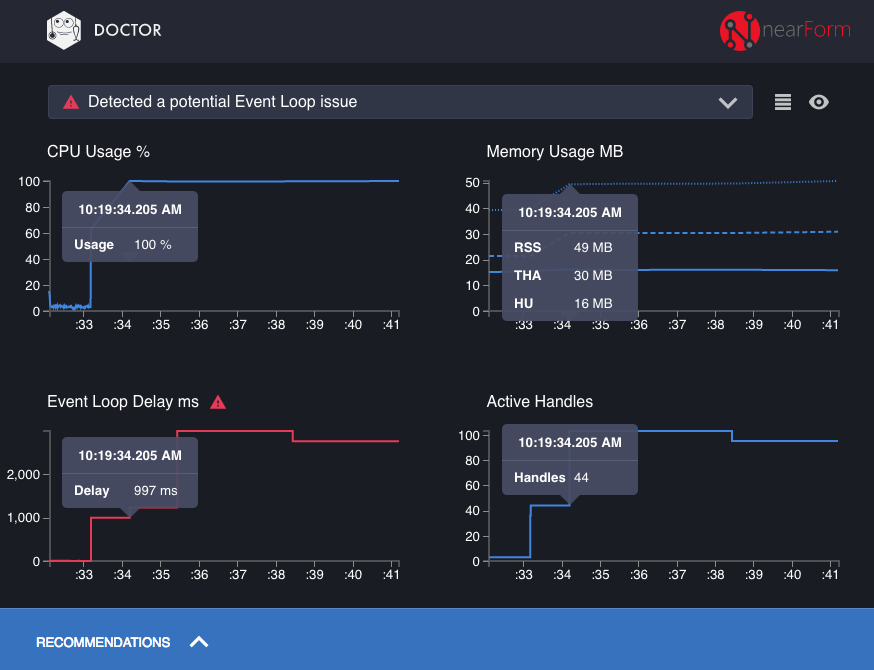 DOCTOR
nearForm
Detected a potential Event Loop issue
CPU Usage %
100
80
60
40
20
0
10:19:34.205 AM
Usage 100 %
:33 :34 :35 :36 :37 :38 :39 :40 :41
Memory Usage MB
50
40
30
20
10
0
10:19:34.205 AM
RSS 49 MB
THA 30 MB
HU 16 MB
:33 :34 :35 :36 :37 :38 :39 :40 :41
Event Loop Delay ms
2,000
1,000
0
10:19:34.205 AM
Delay 997 ms
:33 :34 :35 :36 :37 :38 :39 :40 :41
Active Handles
100
80
60
40
20
0
10:19:34.205 AM
Handles 44
:33 :34 :35 :36 :37 :38 :39 :40 :41
RECOMMENDATIONS